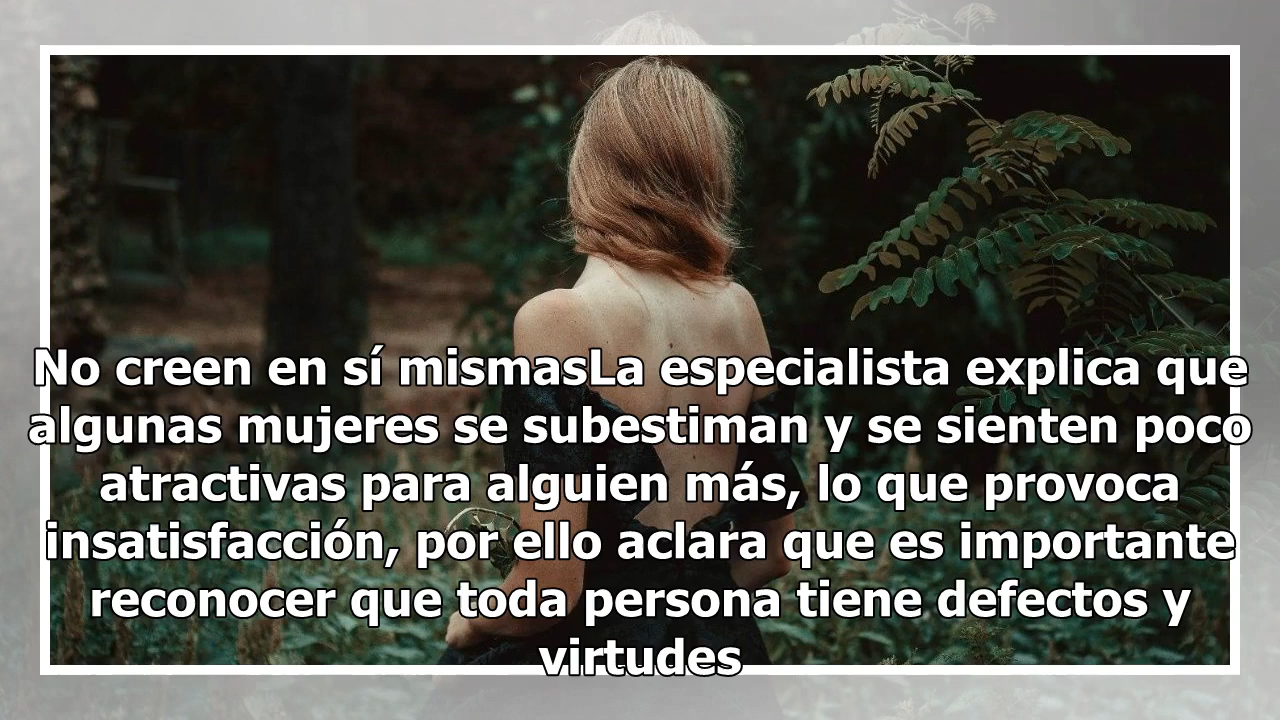 No creen en sí mismasLa especialista explica que
algunas mujeres se subestiman y se sienten poco
atractivas para alguien más, lo que provoca
insatisfacción, por ello aclara que es importante
reconocer que toda persona tiene defectos y
virtudes